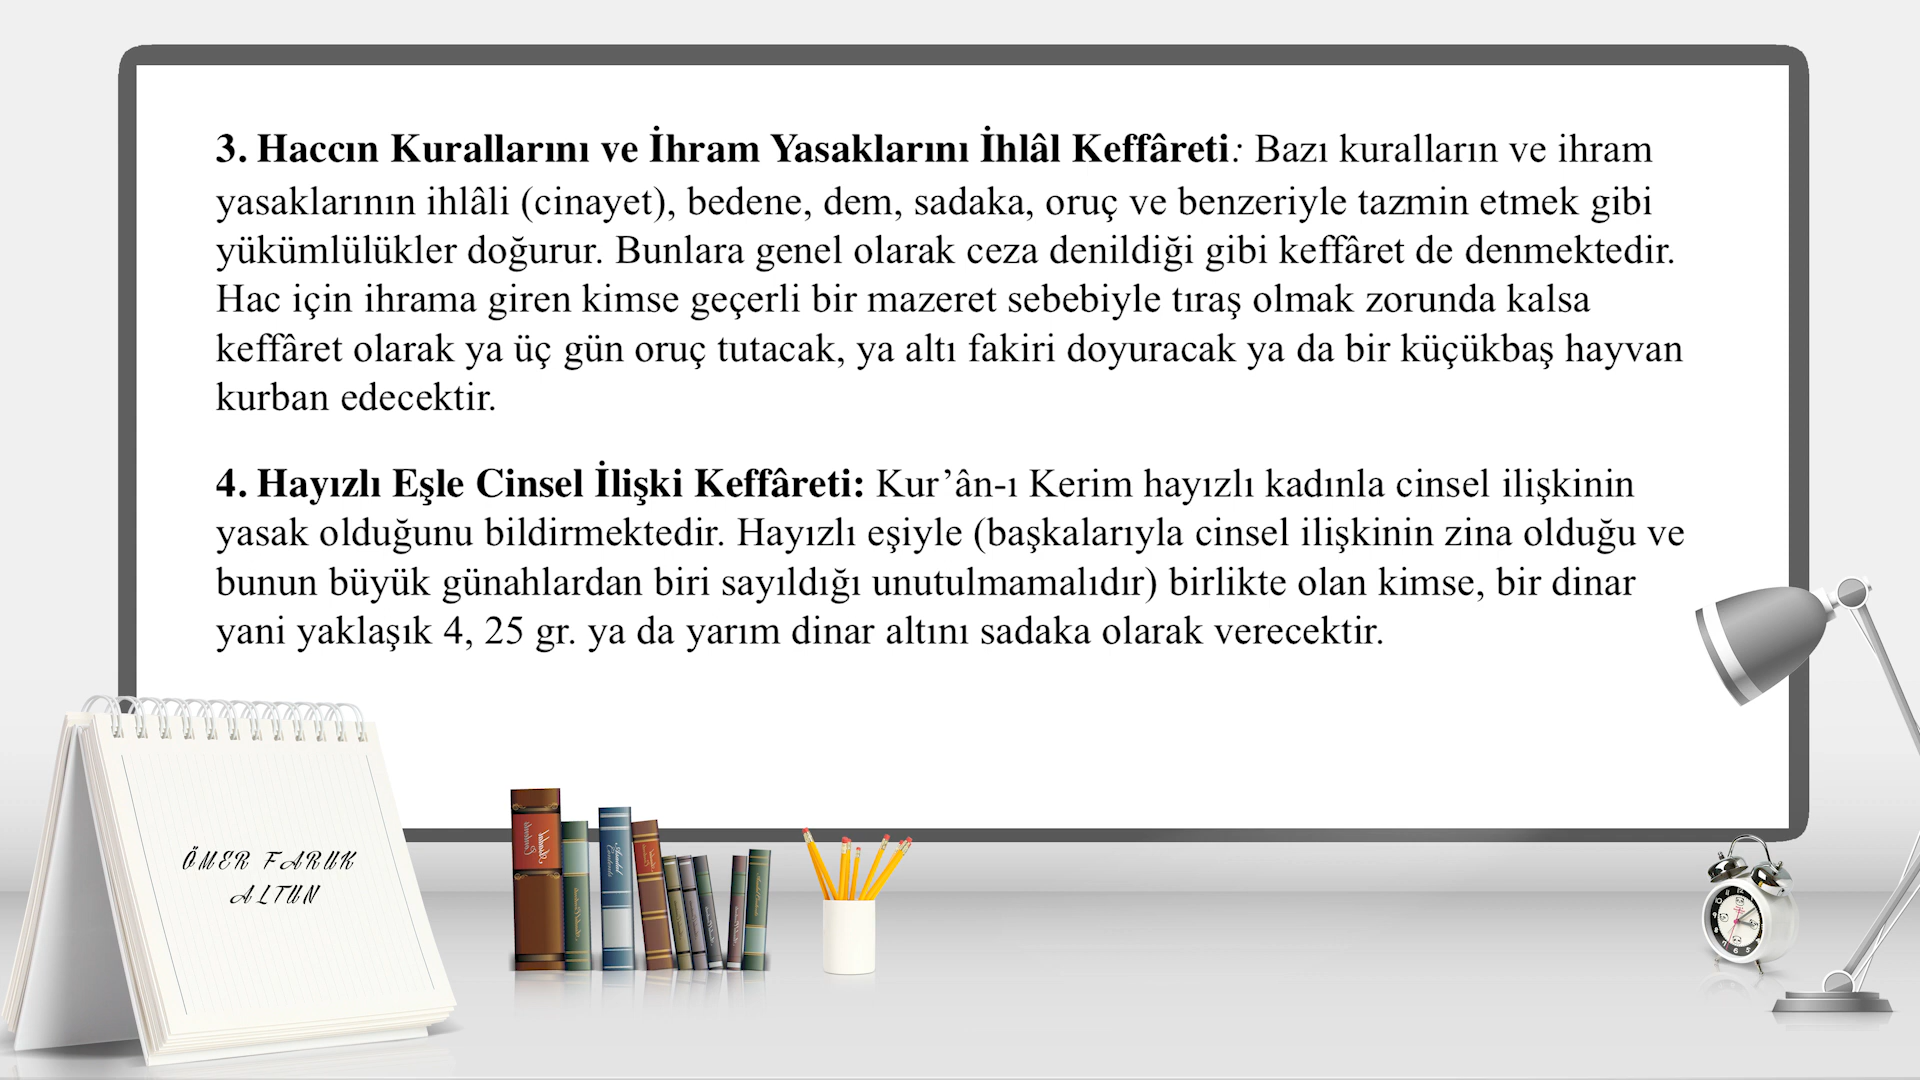 3. Haccın Kurallarını ve İhram Yasaklarını İhlâl Keffâreti: Bazı kuralların ve ihram
yasaklarının ihlâli (cinayet), bedene, dem, sadaka, oruç ve benzeriyle tazmin etmek gibi
yükümlülükler doğurur. Bunlara genel olarak ceza denildiği gibi keffâret de denmektedir.
Hac için ihrama giren kimse geçerli bir mazeret sebebiyle tıraş olmak zorunda kalsa
keffâret olarak ya üç gün oruç tutacak, ya altı fakiri doyuracak ya da bir küçükbaş hayvan
kurban edecektir.
4. Hayızlı Eşle Cinsel İlişki Keffâreti: Kur’ân-ı Kerim hayızlı kadınla cinsel ilişkinin
yasak olduğunu bildirmektedir. Hayızlı eşiyle (başkalarıyla cinsel ilişkinin zina olduğu ve
bunun büyük günahlardan biri sayıldığı unutulmamalıdır) birlikte olan kimse, bir dinar
yani yaklaşık 4, 25 gr. ya da yarım dinar altını sadaka olarak verecektir.
ÖMER FARUK
ALTUN